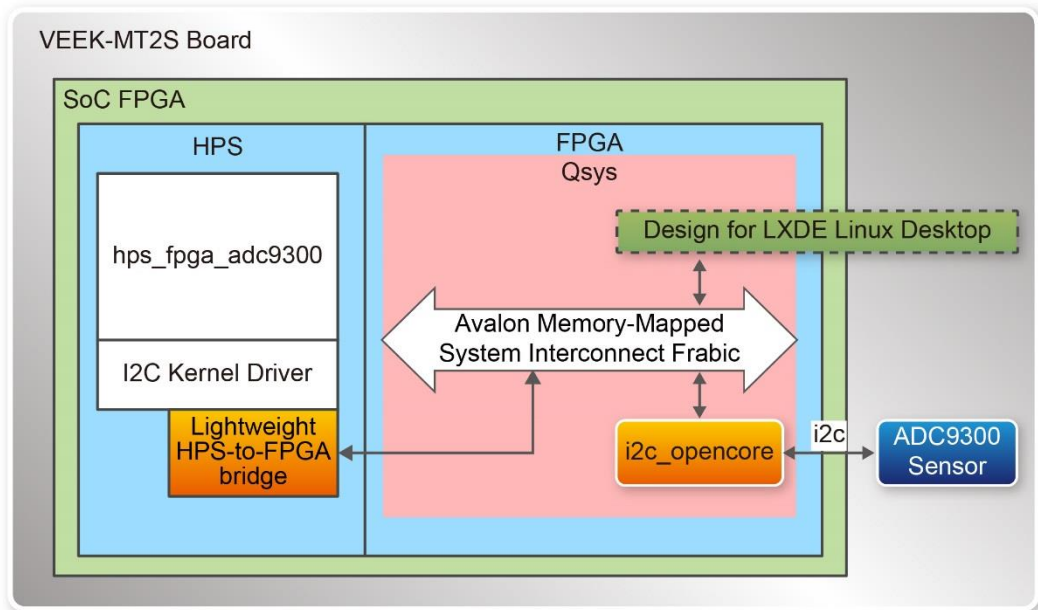 VEEK-MT2S Board
SoC FPGA
HPS
FPGA
Qsys
hps_fpga_adc9300
Design for LXDE Linux Desktop
Avalon Memory-Mapped
System Interconnect Frabic
I2C Kernel Driver
Lightweight
HPS-to-FPGA
bridge
i2c_opencore
i2c
ADC9300
Sensor